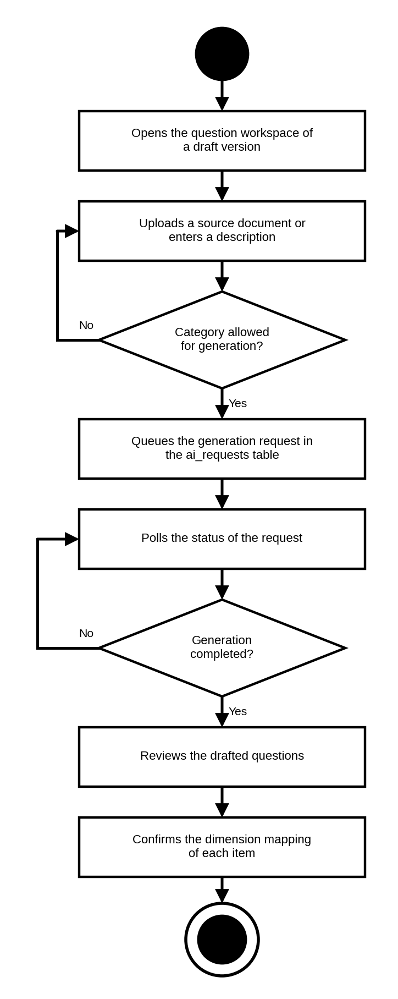 Opens the question workspace of
a draft version
Uploads a source document or
enters a description
No
Category allowed
for generation?
Yes
Queues the generation request in
the ai_requests table
Polls the status of the request
No
Generation
completed?
Yes
Reviews the drafted questions
Confirms the dimension mapping
of each item